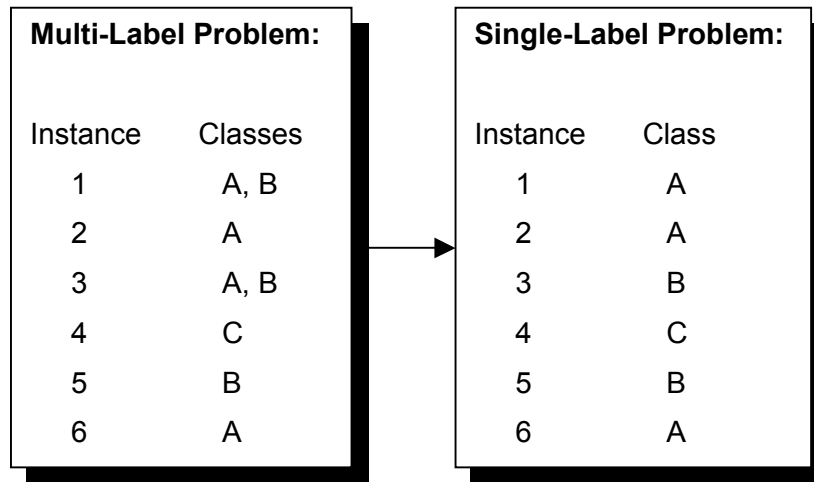 Multi-Label Problem:
Instance Classes
1 A, B
2 A
3 A, B
4 C
5 B
6 A
Single-Label Problem:
Instance Class
1 A
2 A
3 B
4 C
5 B
6 A